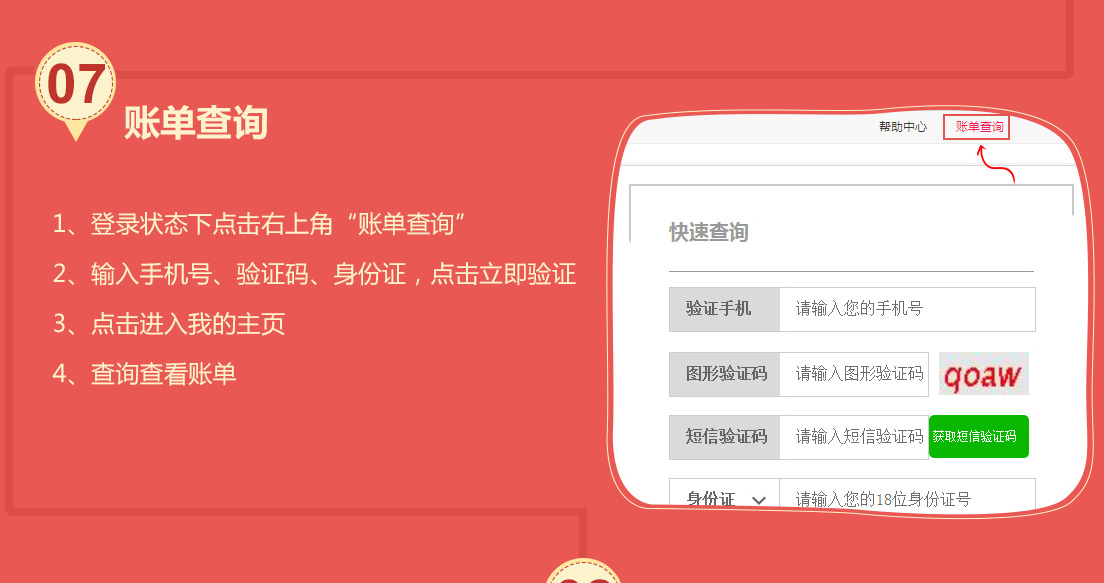 07
账单查询
1、登录状态下点击右上角“账单查询”
2、输入手机号、验证码、身份证，点击立即验证
3、点击进入我的主页
4、查询查看账单
帮助中心 账单查询
快速查询
验证手机 请输入您的手机号
图形验证码 请输入图形验证码 qoaw
短信验证码 请输入短信验证码 获取短信验证码
身份证 请输入您的18位身份证号